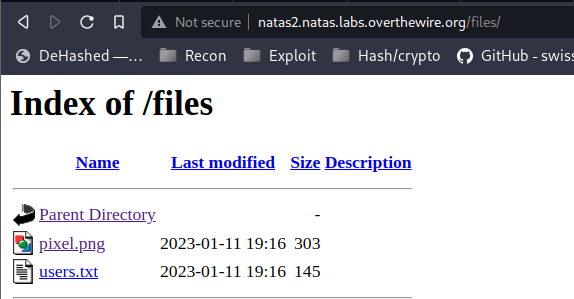 Not secure natas2.natas.labs.overthewire.org/files/
DeHashed —... Recon Exploit Hash/crypto GitHub - swiss
Index of /files
Name Last modified Size Description
Parent Directory -
pixel.png 2023-01-11 19:16 303
users.txt 2023-01-11 19:16 145